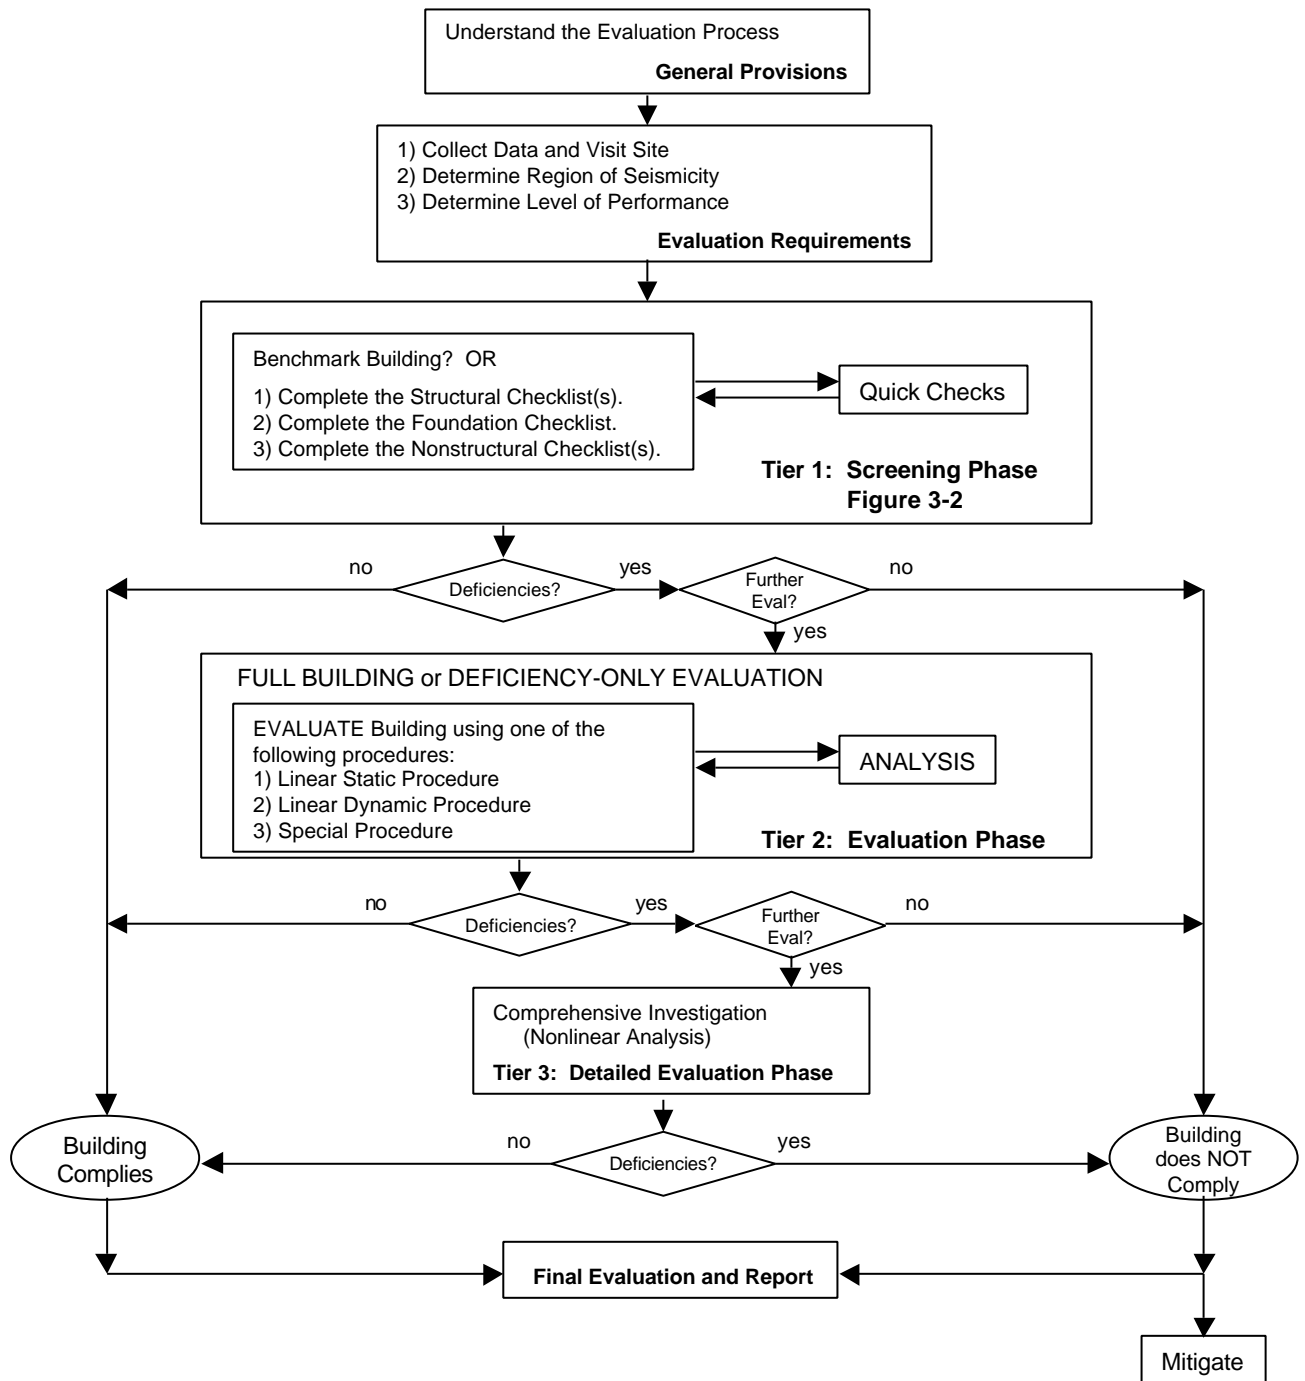 Understand the Evaluation Process
General Provisions
1) Collect Data and Visit Site
2) Determine Region of Seismicity
3) Determine Level of Performance
Evaluation Requirements
Benchmark Building?  OR
1) Complete the Structural Checklist(s).
2) Complete the Foundation Checklist.
3) Complete the Nonstructural Checklist(s).
Quick Checks
Tier 1:  Screening Phase
Figure 3-2
no
Deficiencies?
yes
Further
Eval?
no
yes
FULL BUILDING or DEFICIENCY-ONLY EVALUATION
EVALUATE Building using one of the
following procedures:
1) Linear Static Procedure
2) Linear Dynamic Procedure
3) Special Procedure
ANALYSIS
Tier 2:  Evaluation Phase
no
Deficiencies?
yes
Further
Eval?
no
yes
Comprehensive Investigation
(Nonlinear Analysis)
Tier 3:  Detailed Evaluation Phase
Building
Complies
no
Deficiencies?
yes
Building
does NOT
Comply
Final Evaluation and Report
Mitigate